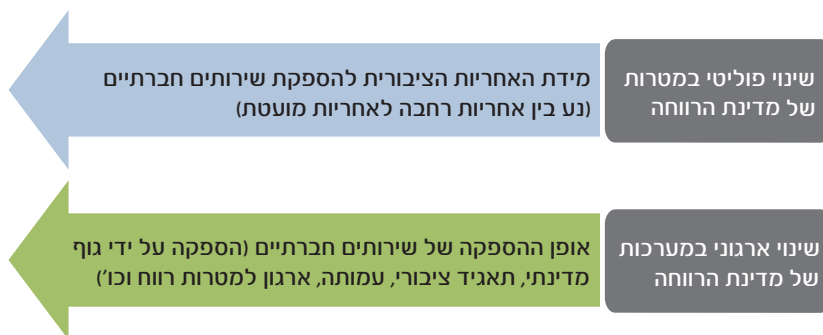 שינוי פוליטי במטרות
של מדינת הרווחה
מידת האחריות הציבורית להספקת שירותים חברתיים
(נע בין אחריות רחבה לאחריות מועטת)
שינוי ארגוני במערכות
של מדינת הרווחה
אופן ההספקה של שירותים חברתיים (הספקה על ידי גוף
מדינתי, תאגיד ציבורי, עמותה, ארגון למטרות רווח וכו')